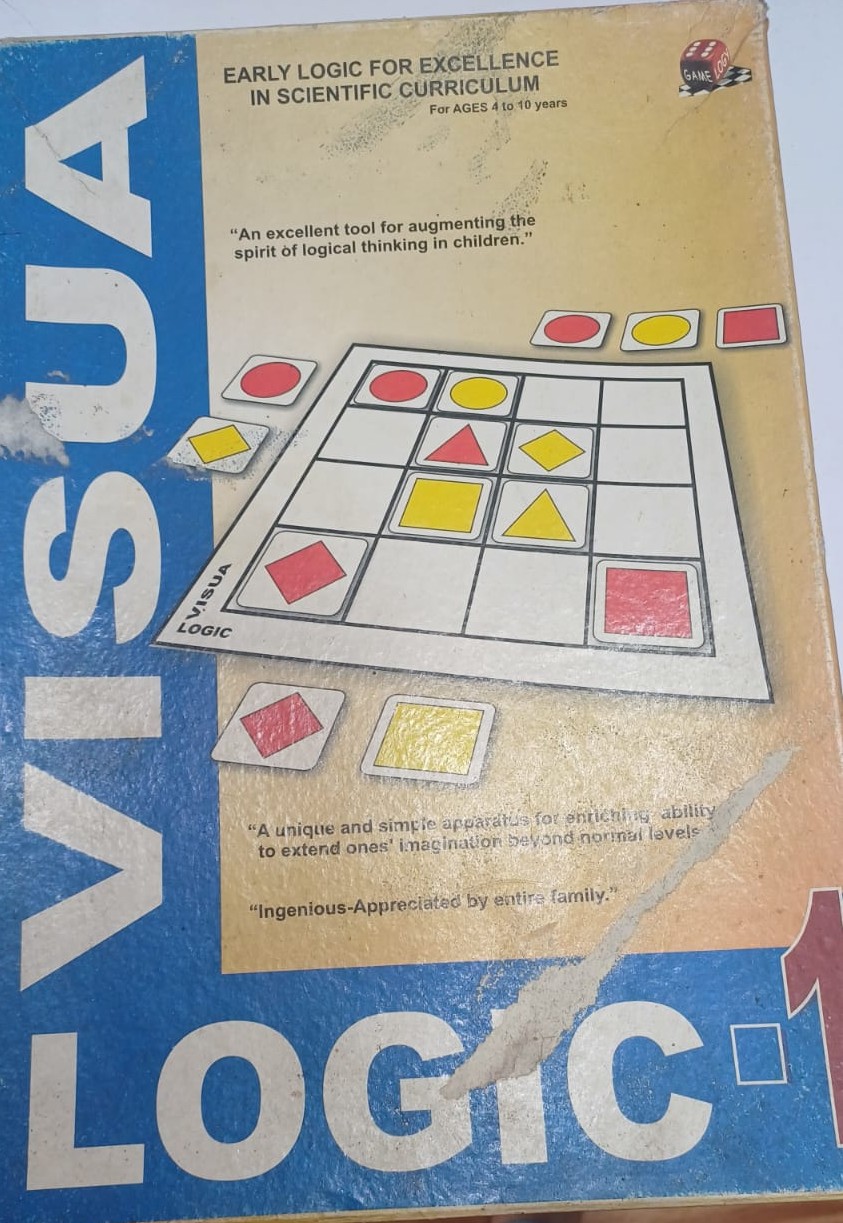 EARLY LOGIC FOR EXCELLENCE
IN SCIENTIFIC CURRICULUM
For AGES 4 to 10 years
GAME LOGY
“An excellent tool for augmenting the
spirit of logical thinking in children.”
VISUA
LOGIC
“A unique and simple apparatus for enriching ability
to extend ones' imagination beyond normal levels
“Ingenious-Appreciated by entire family.”
VISUA
LOGIC 1